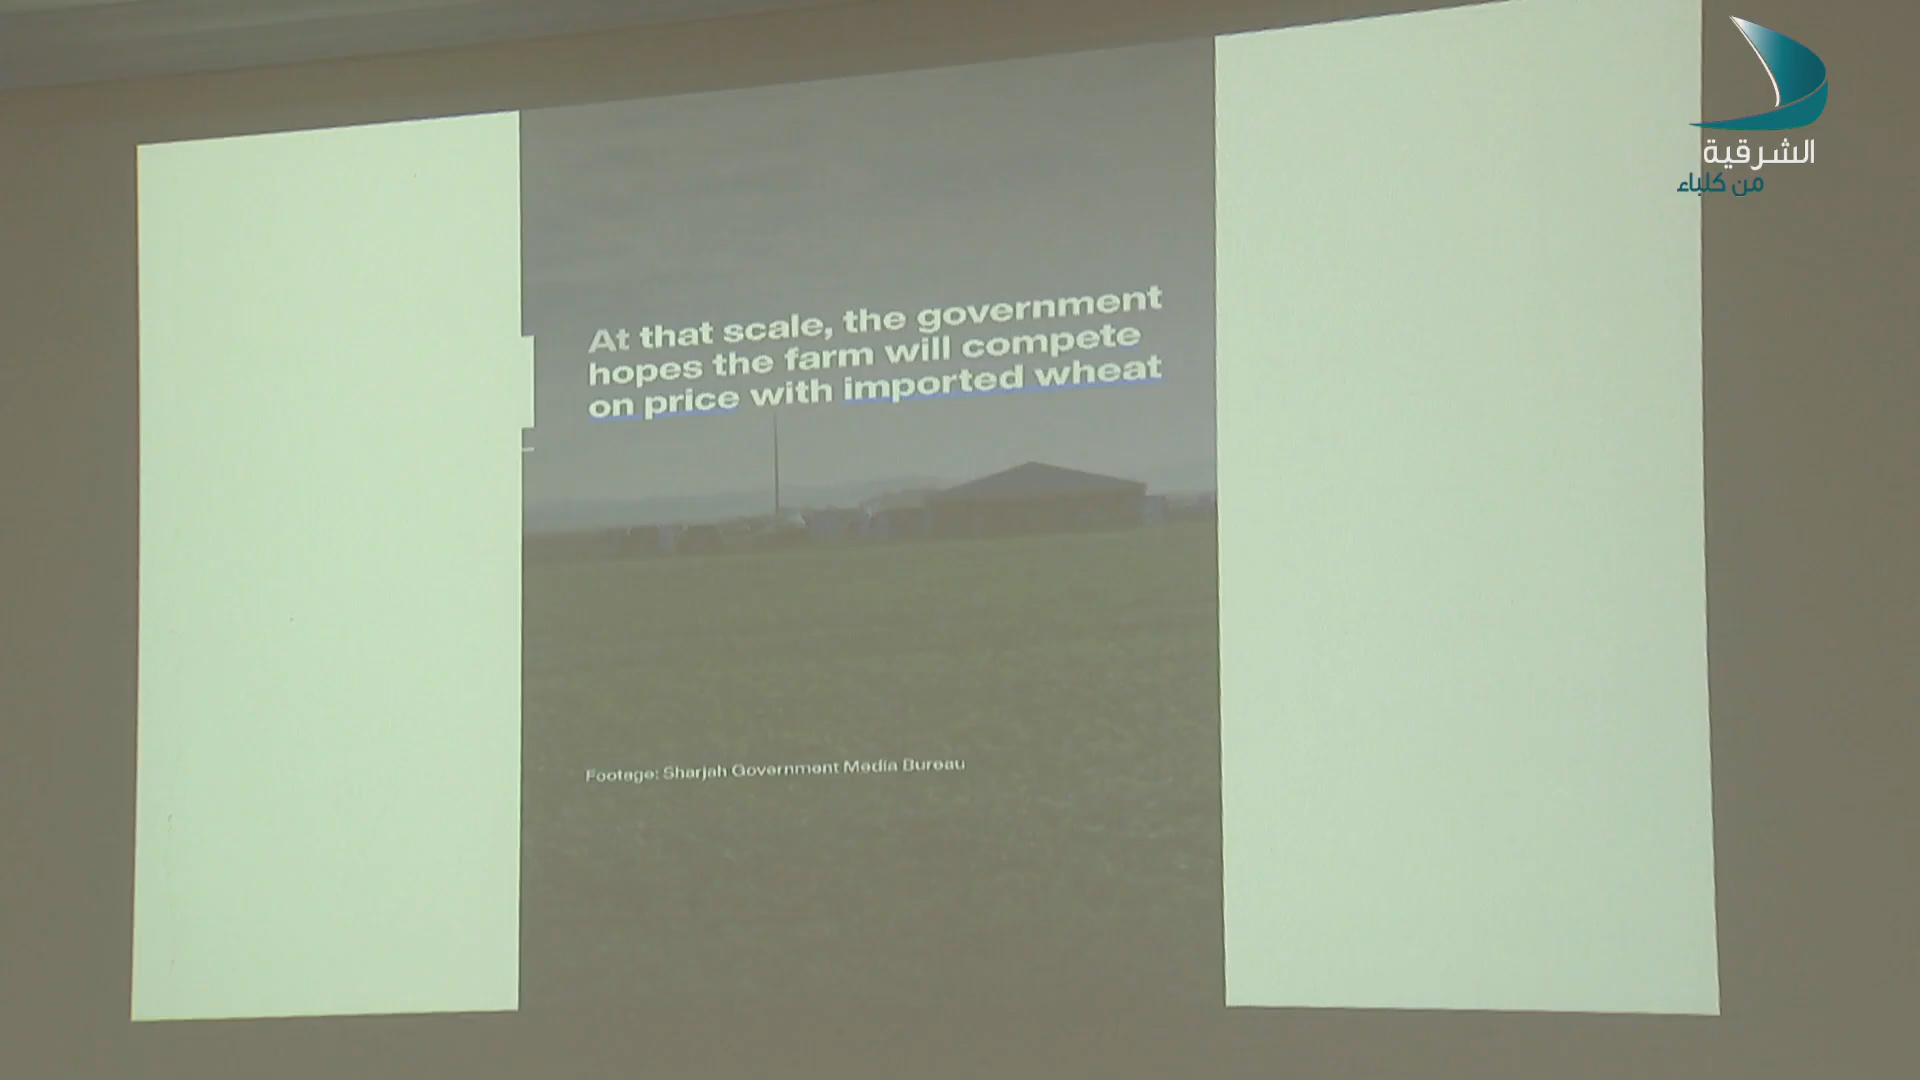 الشرقية
من كلباء
At that scale, the government
hopes the farm will compete
on price with imported wheat
Footage: Sharjah Government Media Bureau